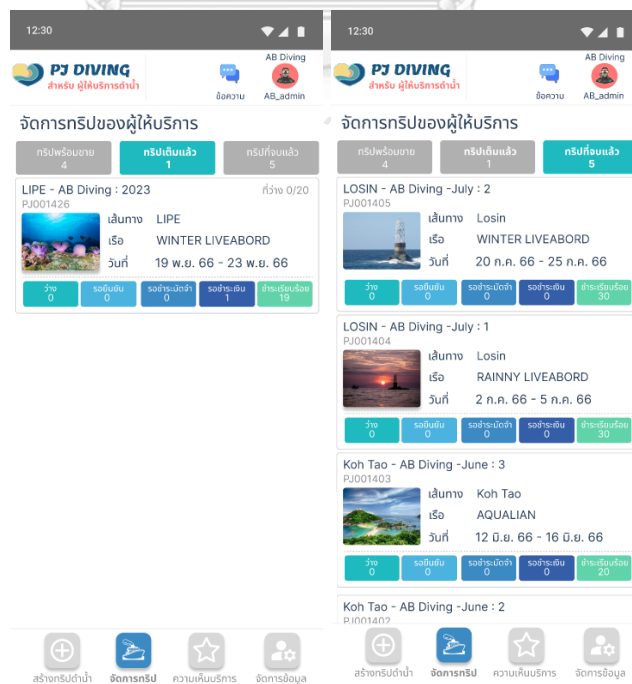 12:30
PJ DIVING
สำหรับ ผู้ให้บริการดำน้ำ
ข้อความ
AB Diving
AB_admin
จัดการทริปของผู้ให้บริการ
ทริปพร้อมขาย
4
ทริปเต็มแล้ว
1
ทริปที่จบแล้ว
5
LIPE - AB Diving : 2023
ที่ว่าง 0/20
PJ001426
เส้นทาง LIPE
เรือ WINTER LIVEABORD
วันที่ 19 พ.ย. 66 - 23 พ.ย. 66
ว่าง
0
รอยืนยัน
0
รอชำระมัดจำ
0
รอชำระเงิน
1
ชำระเรียบร้อย
19
สร้างทริปดำน้ำ
จัดการทริป
ความเห็นบริการ
จัดการข้อมูล
12:30
PJ DIVING
สำหรับ ผู้ให้บริการดำน้ำ
ข้อความ
AB Diving
AB_admin
จัดการทริปของผู้ให้บริการ
ทริปพร้อมขาย
4
ทริปเต็มแล้ว
1
ทริปที่จบแล้ว
5
LOSIN - AB Diving -July : 2
PJ001405
เส้นทาง Losin
เรือ WINTER LIVEABORD
วันที่ 20 ก.ค. 66 - 25 ก.ค. 66
ว่าง
0
รอยืนยัน
0
รอชำระมัดจำ
0
รอชำระเงิน
0
ชำระเรียบร้อย
30
LOSIN - AB Diving -July : 1
PJ001404
เส้นทาง Losin
เรือ RAINNY LIVEABORD
วันที่ 2 ก.ค. 66 - 5 ก.ค. 66
ว่าง
0
รอยืนยัน
0
รอชำระมัดจำ
0
รอชำระเงิน
0
ชำระเรียบร้อย
30
Koh Tao - AB Diving -June : 3
PJ001403
เส้นทาง Koh Tao
เรือ AQUALIAN
วันที่ 12 มิ.ย. 66 - 16 มิ.ย. 66
ว่าง
0
รอยืนยัน
0
รอชำระมัดจำ
0
รอชำระเงิน
0
ชำระเรียบร้อย
20
Koh Tao - AB Diving -June : 2
PJ001402
สร้างทริปดำน้ำ
จัดการทริป
ความเห็นบริการ
จัดการข้อมูล